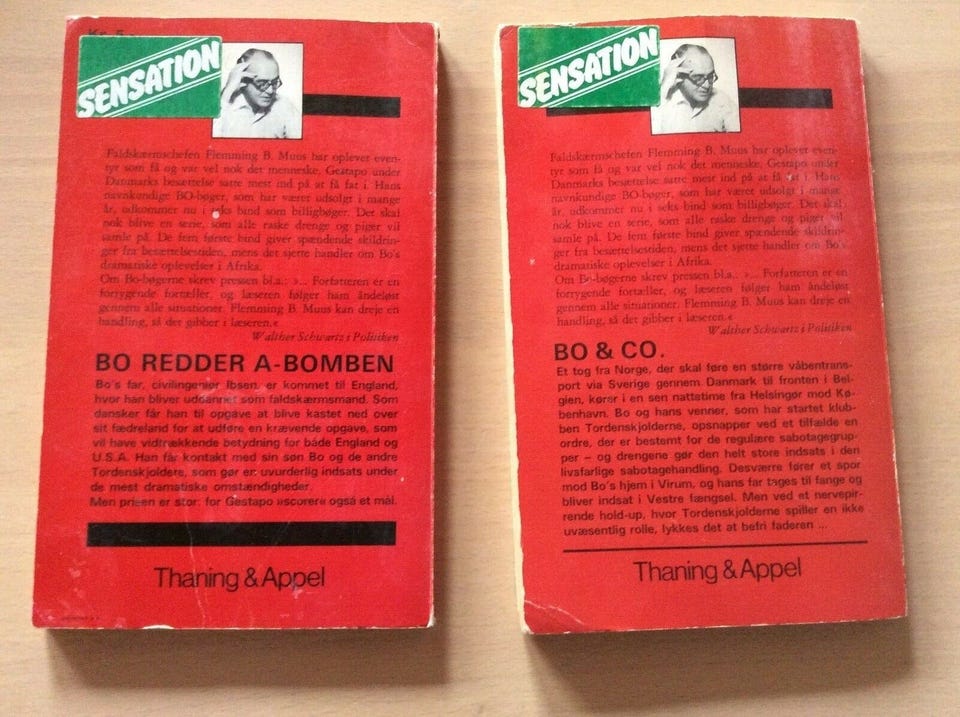 Kr. 5.-
SENSATION
Faldskærmschefen Flemming B. Muus har oplevet even-
tyr som få og var vel nok det menneske, Gestapo under
Danmarks besættelse satte mest ind på at få fat i. Hans
navnkundige BO-bøger, som har været udsolgt i mange
år, udkommer nu i seks bind som billigbøger. Det skal
nok blive en serie, som alle raske drenge og piger vil
samle på. De fem første bind giver spændende skildrin-
ger fra besættelsestiden, mens det sjette handler om Bo's
dramatiske oplevelser i Afrika.
Om Bo-bøgerne skrev pressen bl.a.: »... Forfatteren er en
forrygende fortæller, og læseren følger ham åndeløst
gennem alle situationer. Flemming B. Muus kan dreje en
handling, så det gibber i læseren.«
Walther Schwartz i Politiken
BO REDDER A-BOMBEN
Bo's far, civilingeniør Ibsen, er kommet til England,
hvor han bliver uddannet som faldskærmsmand. Som
dansker får han til opgave at blive kastet ned over
sit fædreland for at udføre en krævende opgave, som
vil have vidtrækkende betydning for både England og
U.S.A. Han får kontakt med sin søn Bo og de andre
Tordenskjoldere, som gør en uvurderlig indsats under
de mest dramatiske omstændigheder.
Men prisen er stor: for Gestapo »scorer« også et mål.
Thaning & Appel
SENSATION
Faldskærmschefen Flemming B. Muus har oplevet even-
tyr som få og var vel nok det menneske, Gestapo under
Danmarks besættelse satte mest ind på at få fat i. Hans
navnkundige BO-bøger, som har været udsolgt i mange
år, udkommer nu i seks bind som billigbøger. Det skal
nok blive en serie, som alle raske drenge og piger vil
samle på. De fem første bind giver spændende skildrin-
ger fra besættelsestiden, mens det sjette handler om Bo's
dramatiske oplevelser i Afrika.
Om Bo-bøgerne skrev pressen bl.a.: »... Forfatteren er en
forrygende fortæller, og læseren følger ham åndeløst
gennem alle situationer. Flemming B. Muus kan dreje en
handling, så det gibber i læseren.«
Walther Schwartz i Politiken
BO & CO.
Et tog fra Norge, der skal føre en større våbentrans-
port via Sverige gennem Danmark til fronten i Bel-
gien, kører i en sen nattetime fra Helsingør mod Kø-
benhavn. Bo og hans venner, som har startet klub-
ben Tordenskjolderne, opsnapper ved et tilfælde en
ordre, der er bestemt for de regulære sabotagegrup-
per – og drengene gør den helt store indsats i den
livsfarlige sabotagehandling. Desværre fører et spor
mod Bo's hjem i Virum, og hans far tages til fange og
bliver indsat i Vestre fængsel. Men ved et nervepir-
rende hold-up, hvor Tordenskjolderne spiller en ikke
uvæsentlig rolle, lykkes det at befri faderen ...
Thaning & Appel